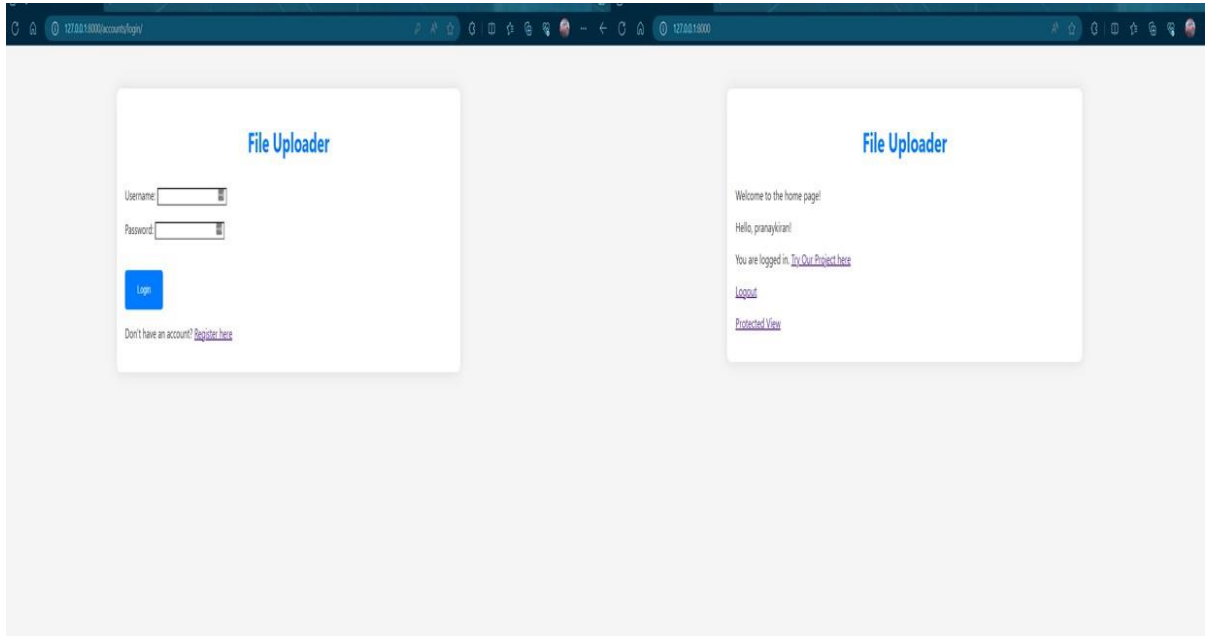 127.0.0.1:8000/accounts/login/
File Uploader
Username:
Password:
Login
Don't have an account? Register here
127.0.0.1:8000
File Uploader
Welcome to the home page!
Hello, pranaykiran!
You are logged in. Try Our Project here
Logout
Protected View